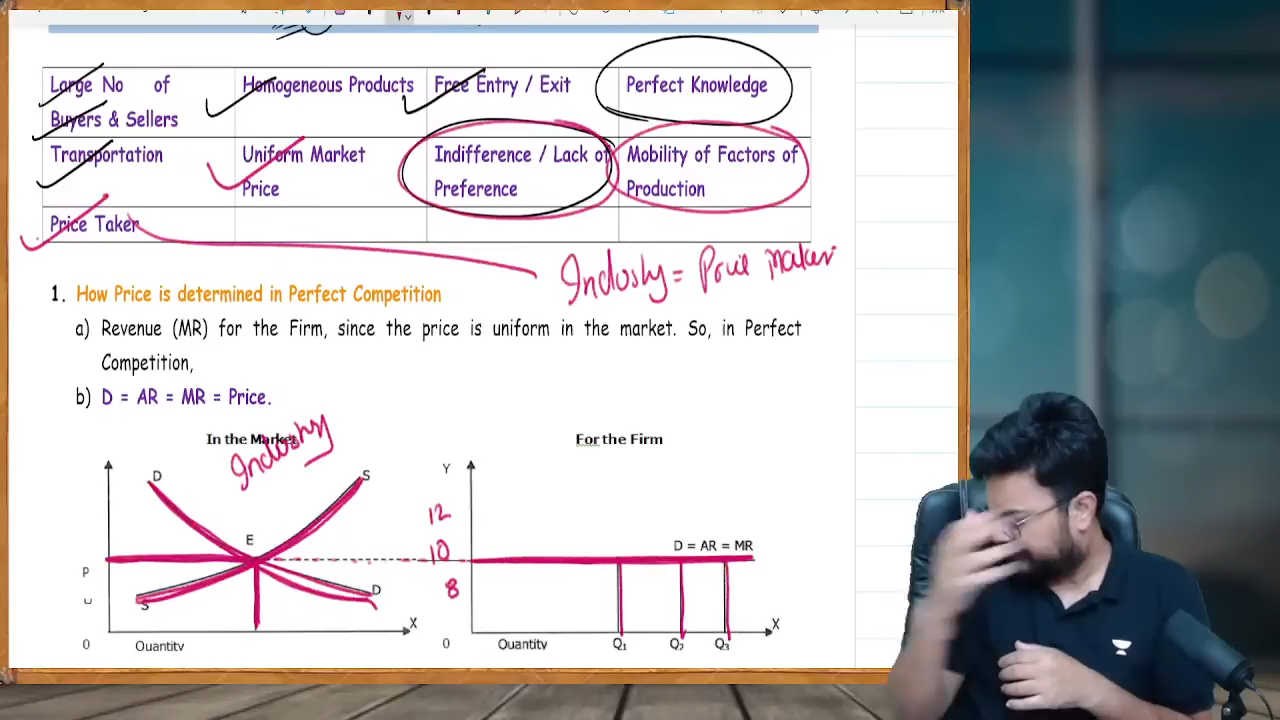 Large No of
Buyers & Sellers
Homogeneous Products
Free Entry / Exit
Perfect Knowledge
Transportation
Uniform Market
Price
Indifference / Lack of
Preference
Mobility of Factors of
Production
Price Taker
Industry = Price maker
1. How Price is determined in Perfect Competition
a) Revenue (MR) for the Firm, since the price is uniform in the market. So, in Perfect
Competition,
b) D = AR = MR = Price.
In the Market
Industry
D
S
E
P
S
D
X
0
Quantity
For the Firm
Y
12
10
8
D = AR = MR
X
0
Quantity
Q1
Q2
Q3